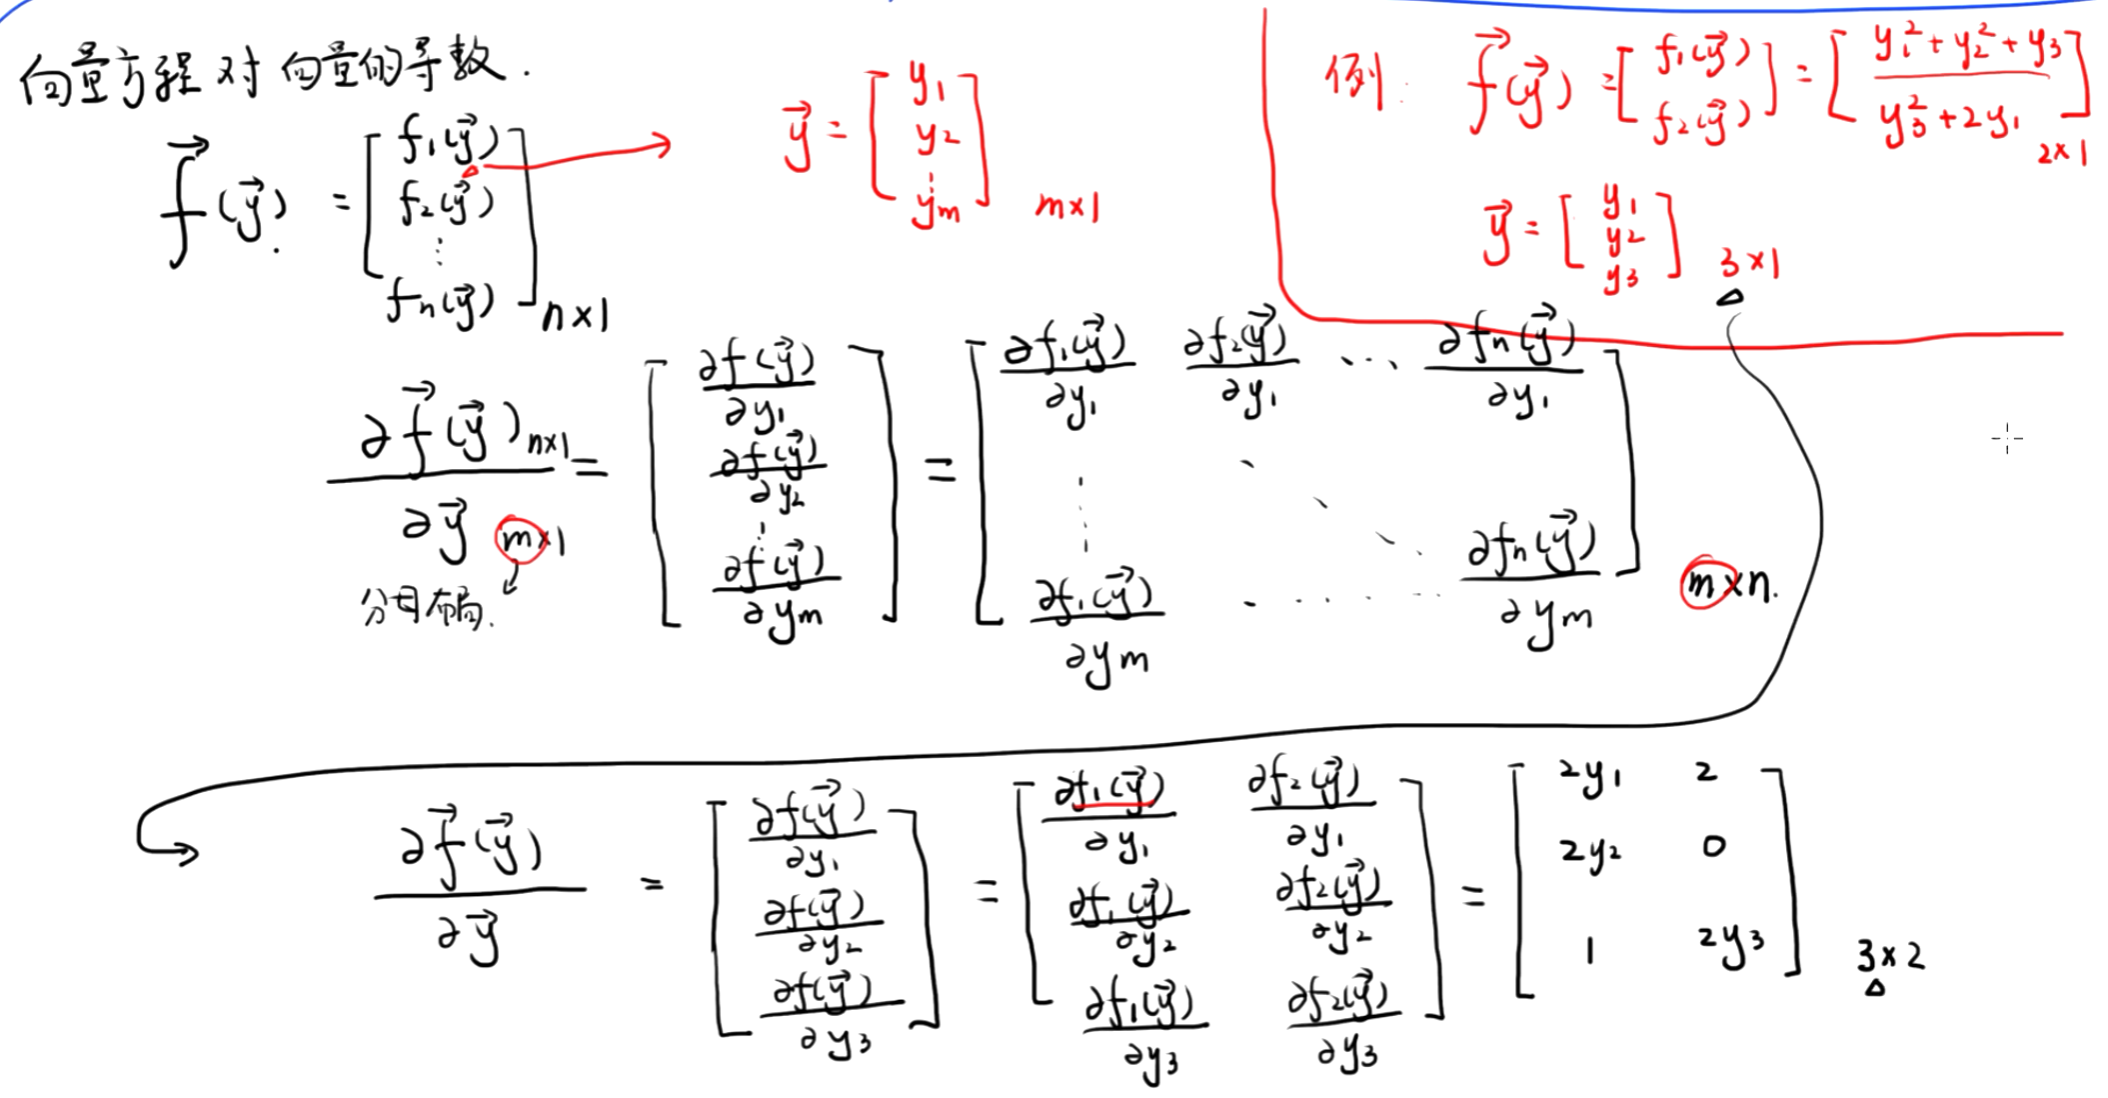 向量方程 对 向量的导数.
$\vec{f}(\vec{y}) = \begin{bmatrix} f_1(\vec{y}) \\ f_2(\vec{y}) \\ \vdots \\ f_n(\vec{y}) \end{bmatrix}_{n×1}$
$\vec{y} = \begin{bmatrix} y_1 \\ y_2 \\ \vdots \\ y_m \end{bmatrix}$ m×1
例: $\vec{f}(\vec{y}) = \begin{bmatrix} f_1(\vec{y}) \\ f_2(\vec{y}) \end{bmatrix} = \begin{bmatrix} y_1^2 + y_2^2 + y_3 \\ \hline y_3^2 + 2y_1 \end{bmatrix}_{2×1}$
$\vec{y} = \begin{bmatrix} y_1 \\ y_2 \\ y_3 \end{bmatrix}$ 3×1
$\frac{\partial \vec{f}(\vec{y})_{n×1}}{\partial \vec{y}\ m×1} = \begin{bmatrix} \frac{\partial f(\vec{y})}{\partial y_1} \\ \frac{\partial f(\vec{y})}{\partial y_2} \\ \vdots \\ \frac{\partial f(\vec{y})}{\partial y_m} \end{bmatrix} = \begin{bmatrix} \frac{\partial f_1(\vec{y})}{\partial y_1} & \frac{\partial f_2(\vec{y})}{\partial y_1} & \cdots & \frac{\partial f_n(\vec{y})}{\partial y_1} \\ \vdots & \ddots & & \\ \frac{\partial f_1(\vec{y})}{\partial y_m} & \cdots & \cdots & \frac{\partial f_n(\vec{y})}{\partial y_m} \end{bmatrix}$ m×n.
分母布局.
$\frac{\partial \vec{f}(\vec{y})}{\partial \vec{y}} = \begin{bmatrix} \frac{\partial f(\vec{y})}{\partial y_1} \\ \frac{\partial f(\vec{y})}{\partial y_2} \\ \frac{\partial f(\vec{y})}{\partial y_3} \end{bmatrix} = \begin{bmatrix} \frac{\partial f_1(\vec{y})}{\partial y_1} & \frac{\partial f_2(\vec{y})}{\partial y_1} \\ \frac{\partial f_1(\vec{y})}{\partial y_2} & \frac{\partial f_2(\vec{y})}{\partial y_2} \\ \frac{\partial f_1(\vec{y})}{\partial y_3} & \frac{\partial f_2(\vec{y})}{\partial y_3} \end{bmatrix} = \begin{bmatrix} 2y_1 & 2 \\ 2y_2 & 0 \\ 1 & 2y_3 \end{bmatrix}$ 3×2